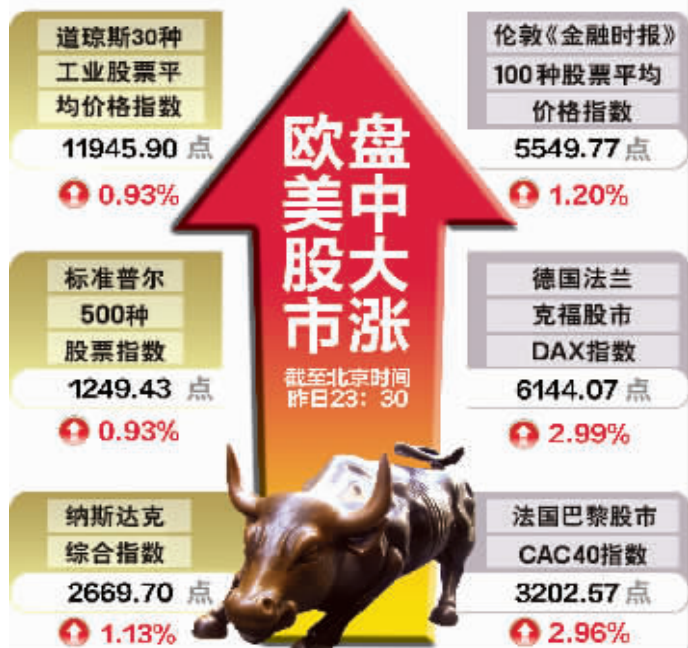 道琼斯30种
工业股票平
均价格指数
11945.90 点
0.93%
标准普尔
500种
股票指数
1249.43 点
0.93%
纳斯达克
综合指数
2669.70 点
1.13%
欧美股市
盘中大涨
截至北京时间
昨日23：30
伦敦《金融时报》
100种股票平均
价格指数
5549.77 点
1.20%
德国法兰
克福股市
DAX指数
6144.07 点
2.99%
法国巴黎股市
CAC40指数
3202.57 点
2.96%